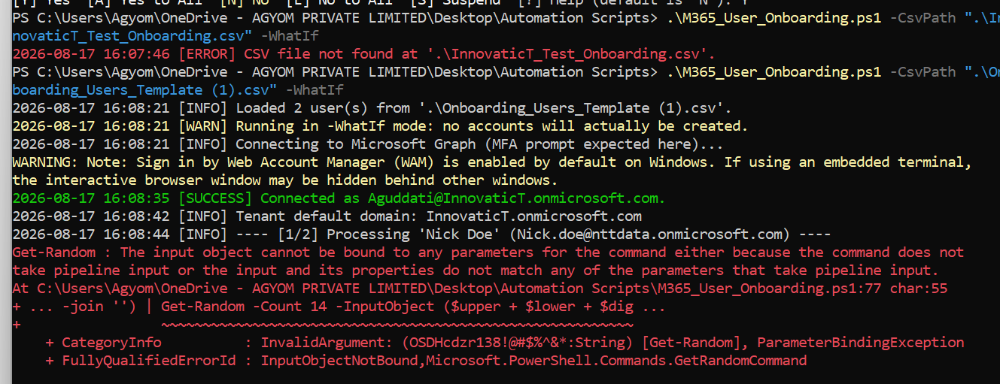 [Y] Yes  [A] Yes to All  [N] No  [L] No to All  [S] Suspend  [?] Help (default is "N"): Y
PS C:\Users\Agyom\OneDrive - AGYOM PRIVATE LIMITED\Desktop\Automation Scripts> .\M365_User_Onboarding.ps1 -CsvPath ".\In
novaticT_Test_Onboarding.csv" -WhatIf
2026-08-17 16:07:46 [ERROR] CSV file not found at '.\InnovaticT_Test_Onboarding.csv'.
PS C:\Users\Agyom\OneDrive - AGYOM PRIVATE LIMITED\Desktop\Automation Scripts> .\M365_User_Onboarding.ps1 -CsvPath ".\On
boarding_Users_Template (1).csv" -WhatIf
2026-08-17 16:08:21 [INFO] Loaded 2 user(s) from '.\Onboarding_Users_Template (1).csv'.
2026-08-17 16:08:21 [WARN] Running in -WhatIf mode: no accounts will actually be created.
2026-08-17 16:08:21 [INFO] Connecting to Microsoft Graph (MFA prompt expected here)...
WARNING: Note: Sign in by Web Account Manager (WAM) is enabled by default on Windows. If using an embedded terminal,
the interactive browser window may be hidden behind other windows.
2026-08-17 16:08:35 [SUCCESS] Connected as Aguddati@InnovaticT.onmicrosoft.com.
2026-08-17 16:08:42 [INFO] Tenant default domain: InnovaticT.onmicrosoft.com
2026-08-17 16:08:44 [INFO] ---- [1/2] Processing 'Nick Doe' (Nick.doe@nttdata.onmicrosoft.com) ----
Get-Random : The input object cannot be bound to any parameters for the command either because the command does not
take pipeline input or the input and its properties do not match any of the parameters that take pipeline input.
At C:\Users\Agyom\OneDrive - AGYOM PRIVATE LIMITED\Desktop\Automation Scripts\M365_User_Onboarding.ps1:77 char:55
+ ... -join '') | Get-Random -Count 14 -InputObject ($upper + $lower + $dig ...
+                 ~~~~~~~~~~~~~~~~~~~~~~~~~~~~~~~~~~~~~~~~~~~~~~~~~~~~~~~~~
    + CategoryInfo          : InvalidArgument: (OSDHcdzr138!@#$%^&*:String) [Get-Random], ParameterBindingException
    + FullyQualifiedErrorId : InputObjectNotBound,Microsoft.PowerShell.Commands.GetRandomCommand